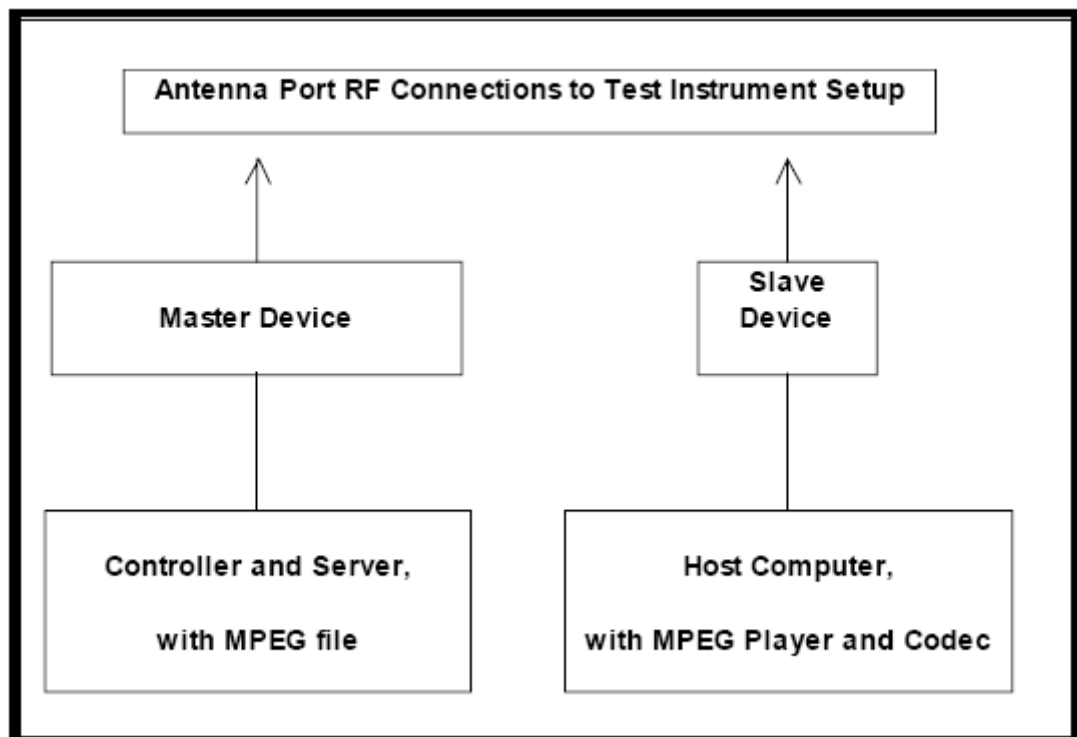 Antenna Port RF Connections to Test Instrument Setup
Master Device
Slave
Device
Controller and Server,
with MPEG file
Host Computer,
with MPEG Player and Codec